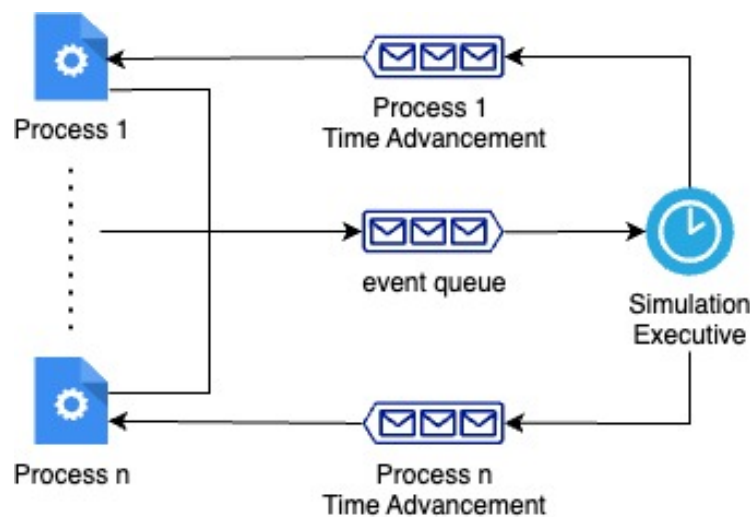 Process 1
Process 1
Time Advancement
event queue
Simulation
Executive
Process n
Process n
Time Advancement